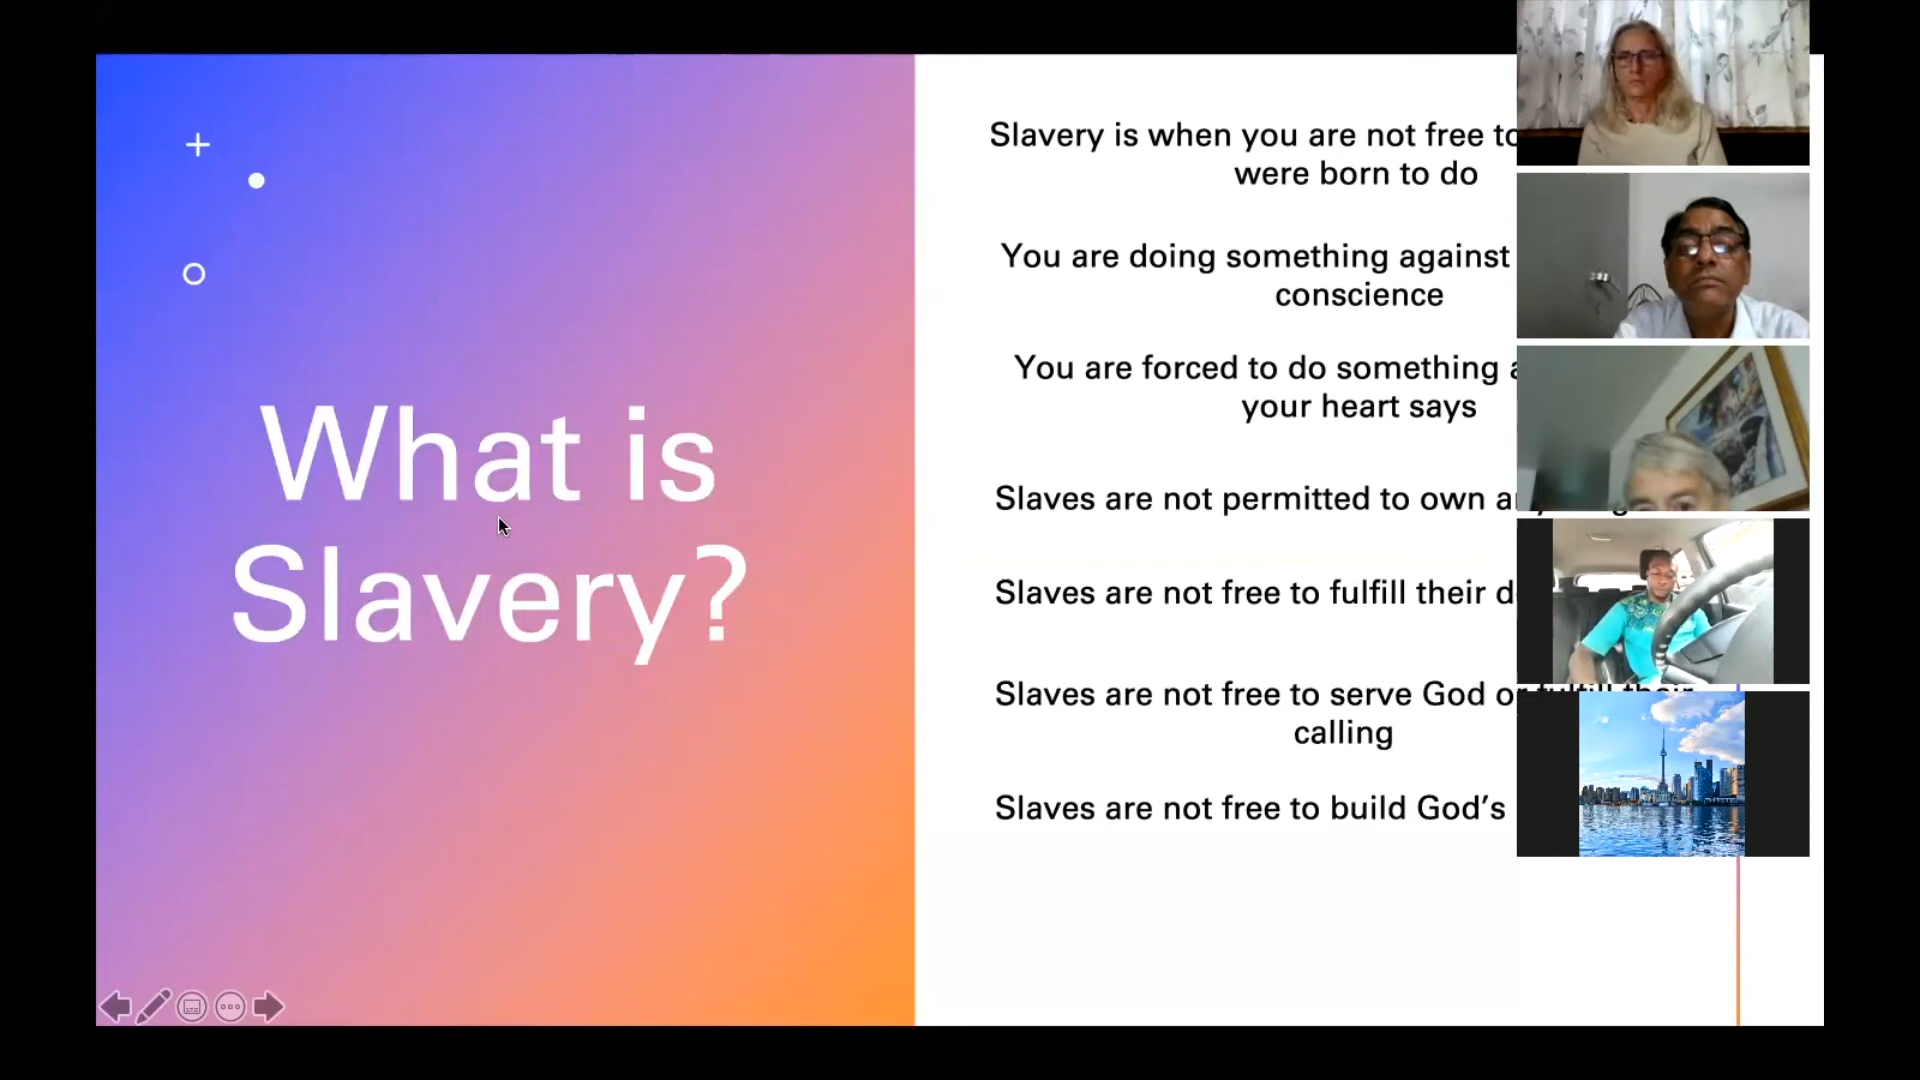 What is
Slavery?
Slavery is when you are not free to
were born to do
You are doing something against
conscience
You are forced to do something
your heart says
Slaves are not permitted to own
Slaves are not free to fulfill their
Slaves are not free to serve God or fulfill their
calling
Slaves are not free to build God’s